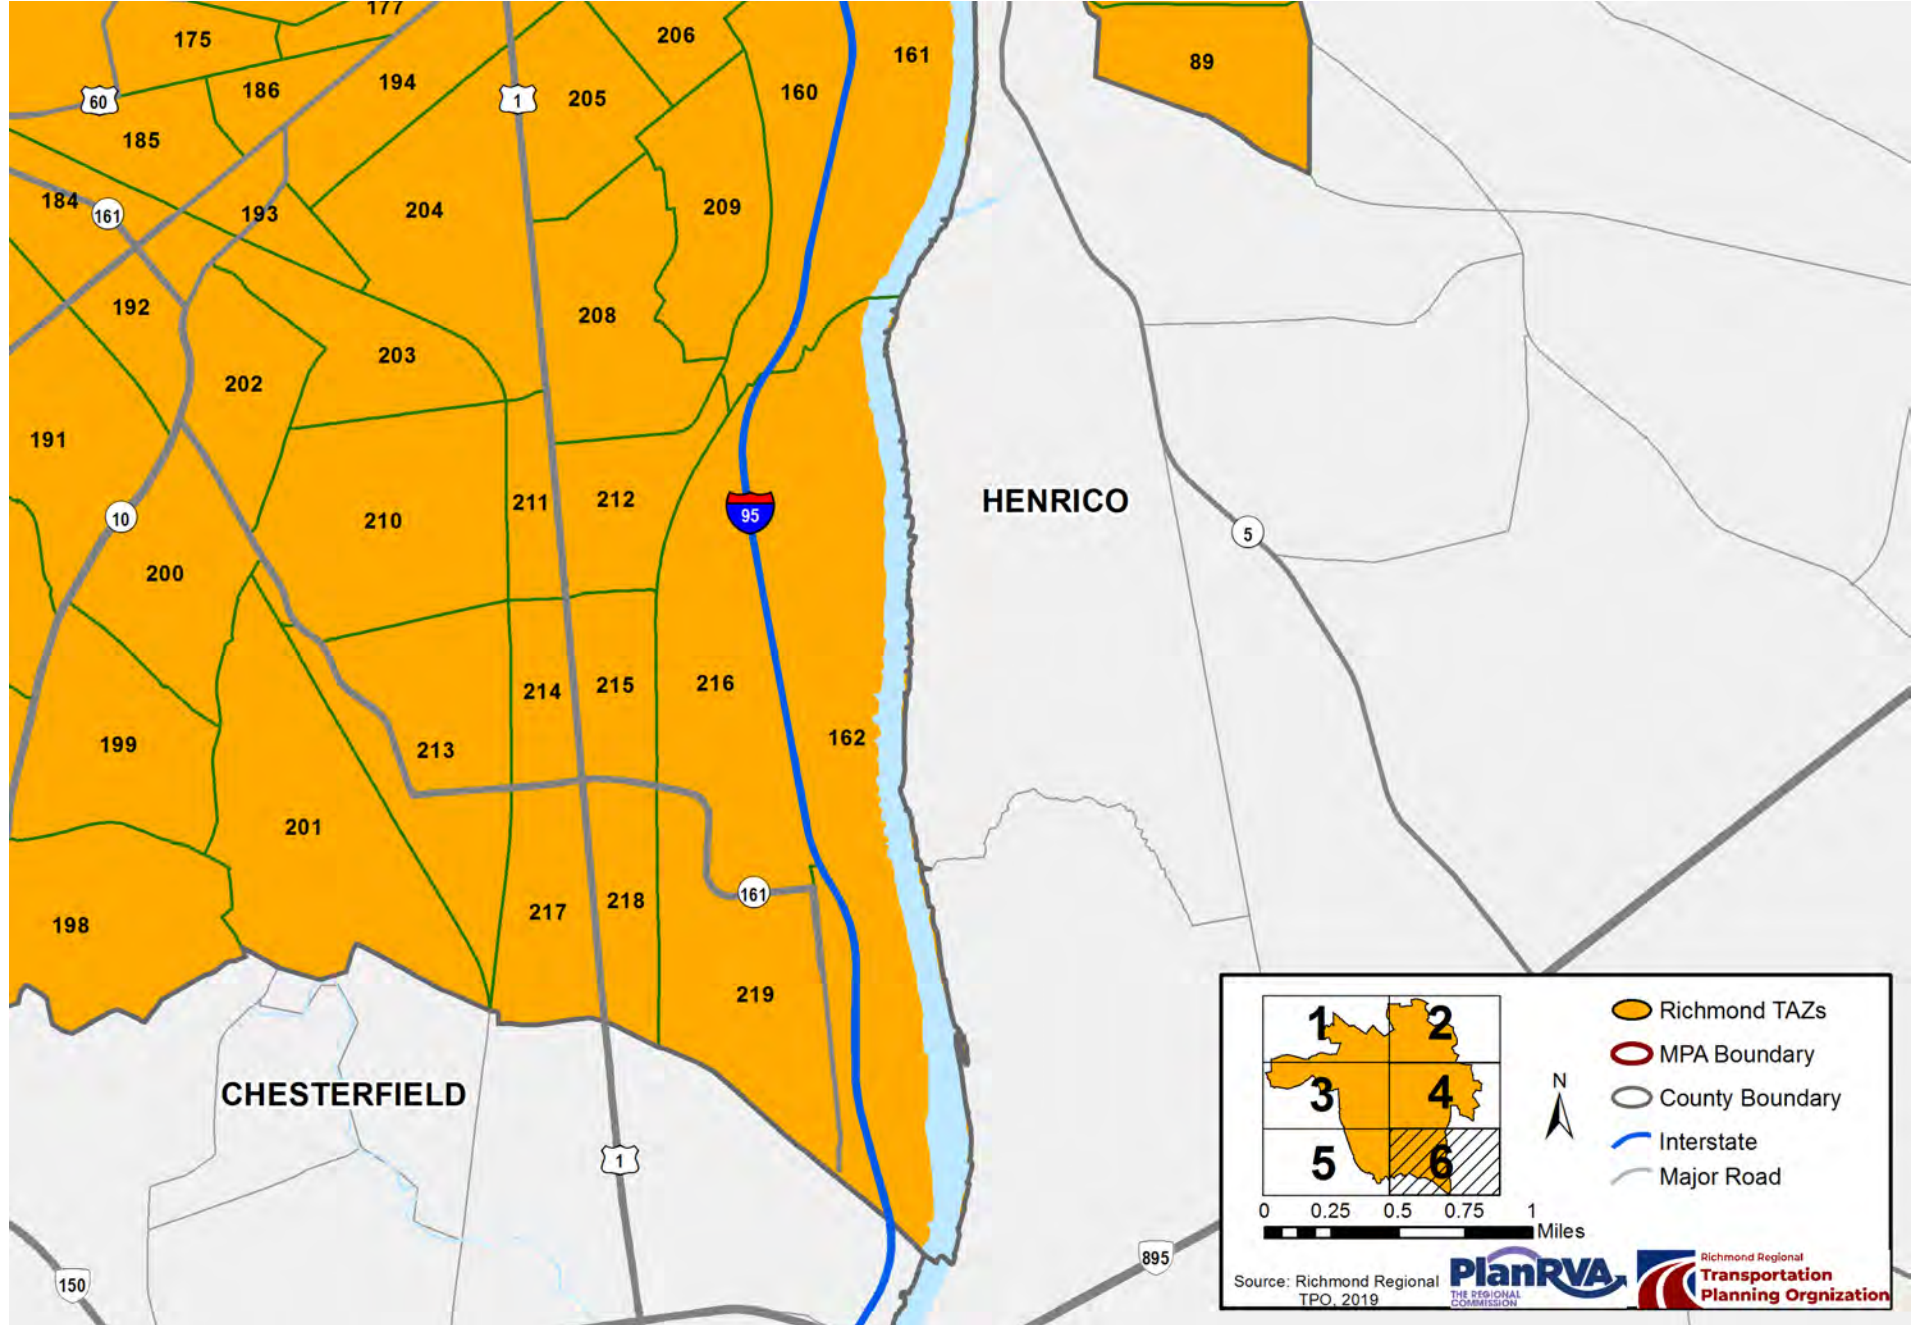 177
175
206
161
89
60
186
194
1
205
160
185
184
161
193
204
209
192
208
203
202
191
211
212
HENRICO
95
10
210
5
200
214
215
216
199
213
162
201
161
217
218
198
219
CHESTERFIELD
1
150
895
1
2
3
4
5
6
Richmond TAZs
MPA Boundary
County Boundary
Interstate
Major Road
N
0 0.25 0.5 0.75 1
Miles
Source: Richmond Regional
TPO, 2019
PlanRVA
THE REGIONAL
COMMISSION
Richmond Regional
Transportation
Planning Orgnization